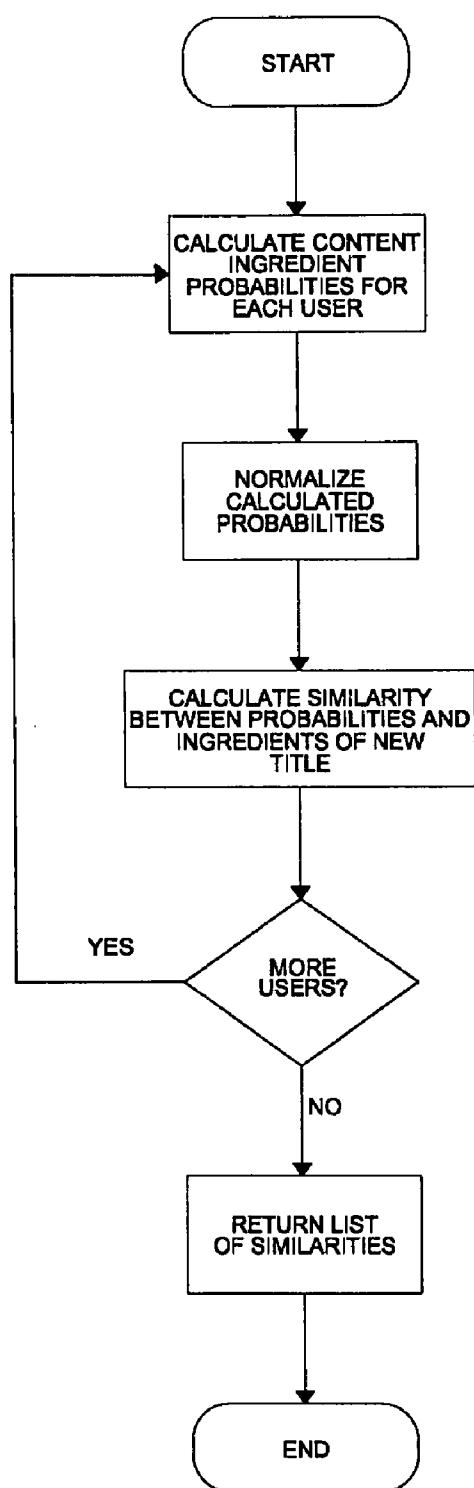 START
CALCULATE CONTENT
INGREDIENT
PROBABILITIES FOR
EACH USER
NORMALIZE
CALCULATED
PROBABILITIES
CALCULATE SIMILARITY
BETWEEN PROBABILITIES AND
INGREDIENTS OF NEW
TITLE
YES
MORE
USERS?
NO
RETURN LIST
OF SIMILARITIES
END